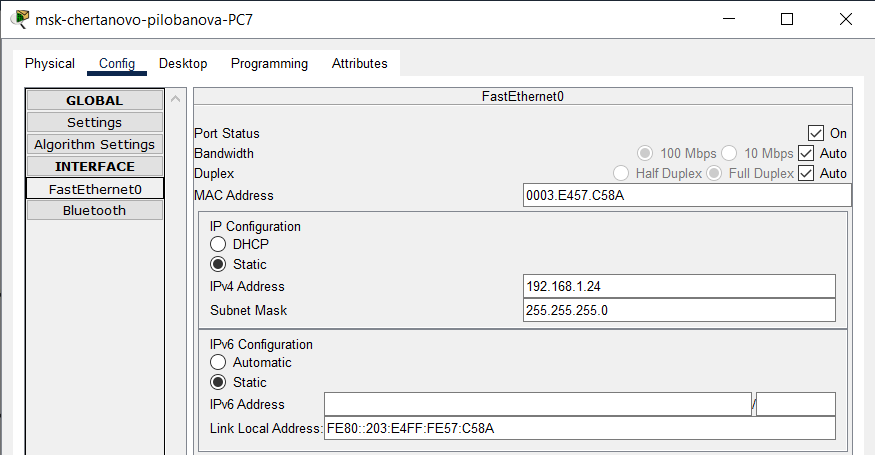 msk-chertanovo-pilobanova-PC7
Physical Config Desktop Programming Attributes
GLOBAL
Settings
Algorithm Settings
INTERFACE
FastEthernet0
Bluetooth
FastEthernet0
Port Status On
Bandwidth 100 Mbps 10 Mbps Auto
Duplex Half Duplex Full Duplex Auto
MAC Address 0003.E457.C58A
IP Configuration
DHCP
Static
IPv4 Address 192.168.1.24
Subnet Mask 255.255.255.0
IPv6 Configuration
Automatic
Static
IPv6 Address /
Link Local Address: FE80::203:E4FF:FE57:C58A